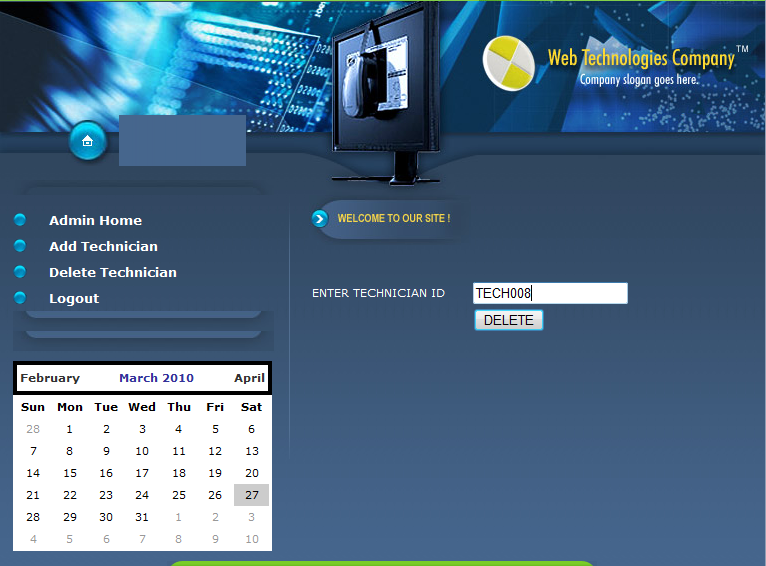 Web Technologies Company TM
Company slogan goes here.
Admin Home
Add Technician
Delete Technician
Logout
WELCOME TO OUR SITE !
ENTER TECHNICIAN ID TECH008
DELETE
February March 2010 April
Sun Mon Tue Wed Thu Fri Sat
28 1 2 3 4 5 6
7 8 9 10 11 12 13
14 15 16 17 18 19 20
21 22 23 24 25 26 27
28 29 30 31 1 2 3
4 5 6 7 8 9 10